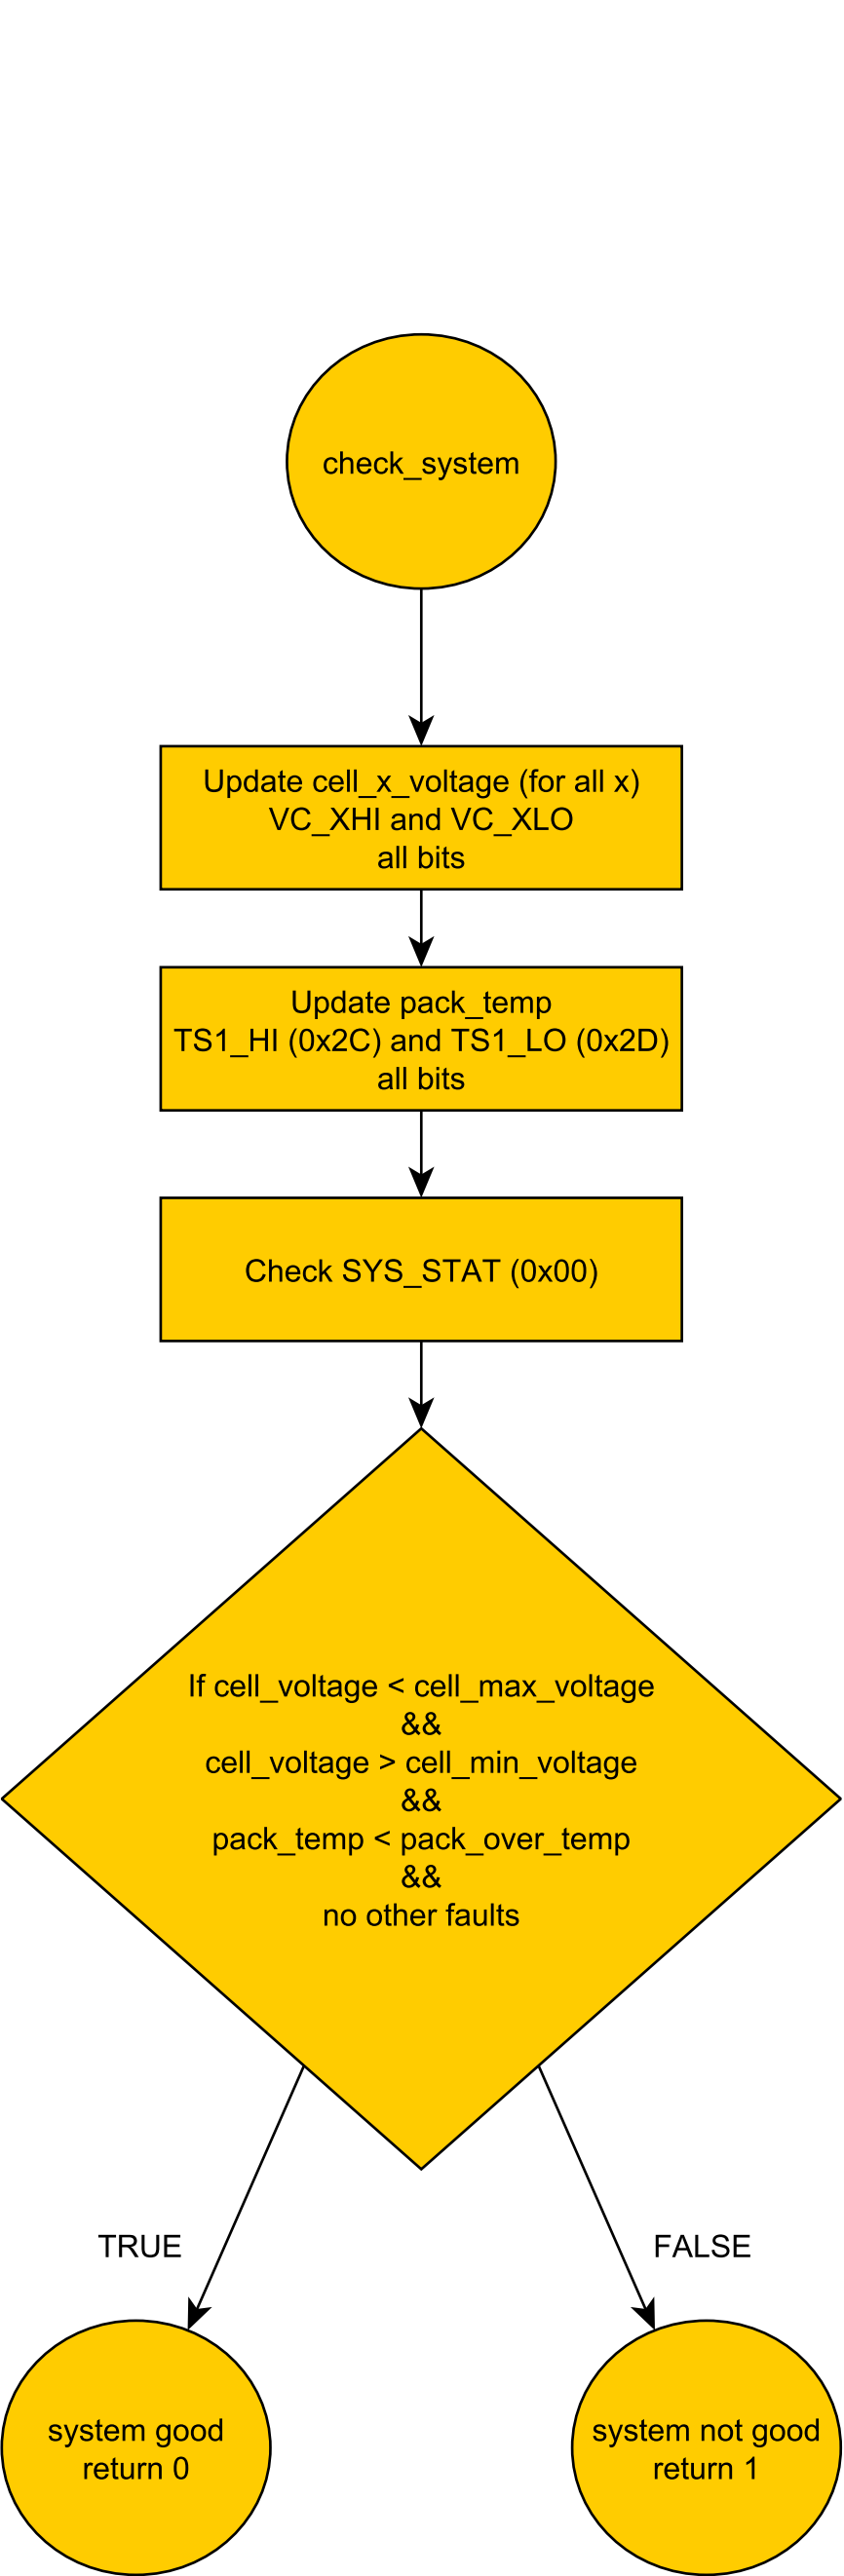 check_system
Update cell_x_voltage (for all x)
VC_XHI and VC_XLO
all bits
Update pack_temp
TS1_HI (0x2C) and TS1_LO (0x2D)
all bits
Check SYS_STAT (0x00)
If cell_voltage < cell_max_voltage
&&
cell_voltage > cell_min_voltage
&&
pack_temp < pack_over_temp
&&
no other faults
TRUE
FALSE
system good
return 0
system not good
return 1